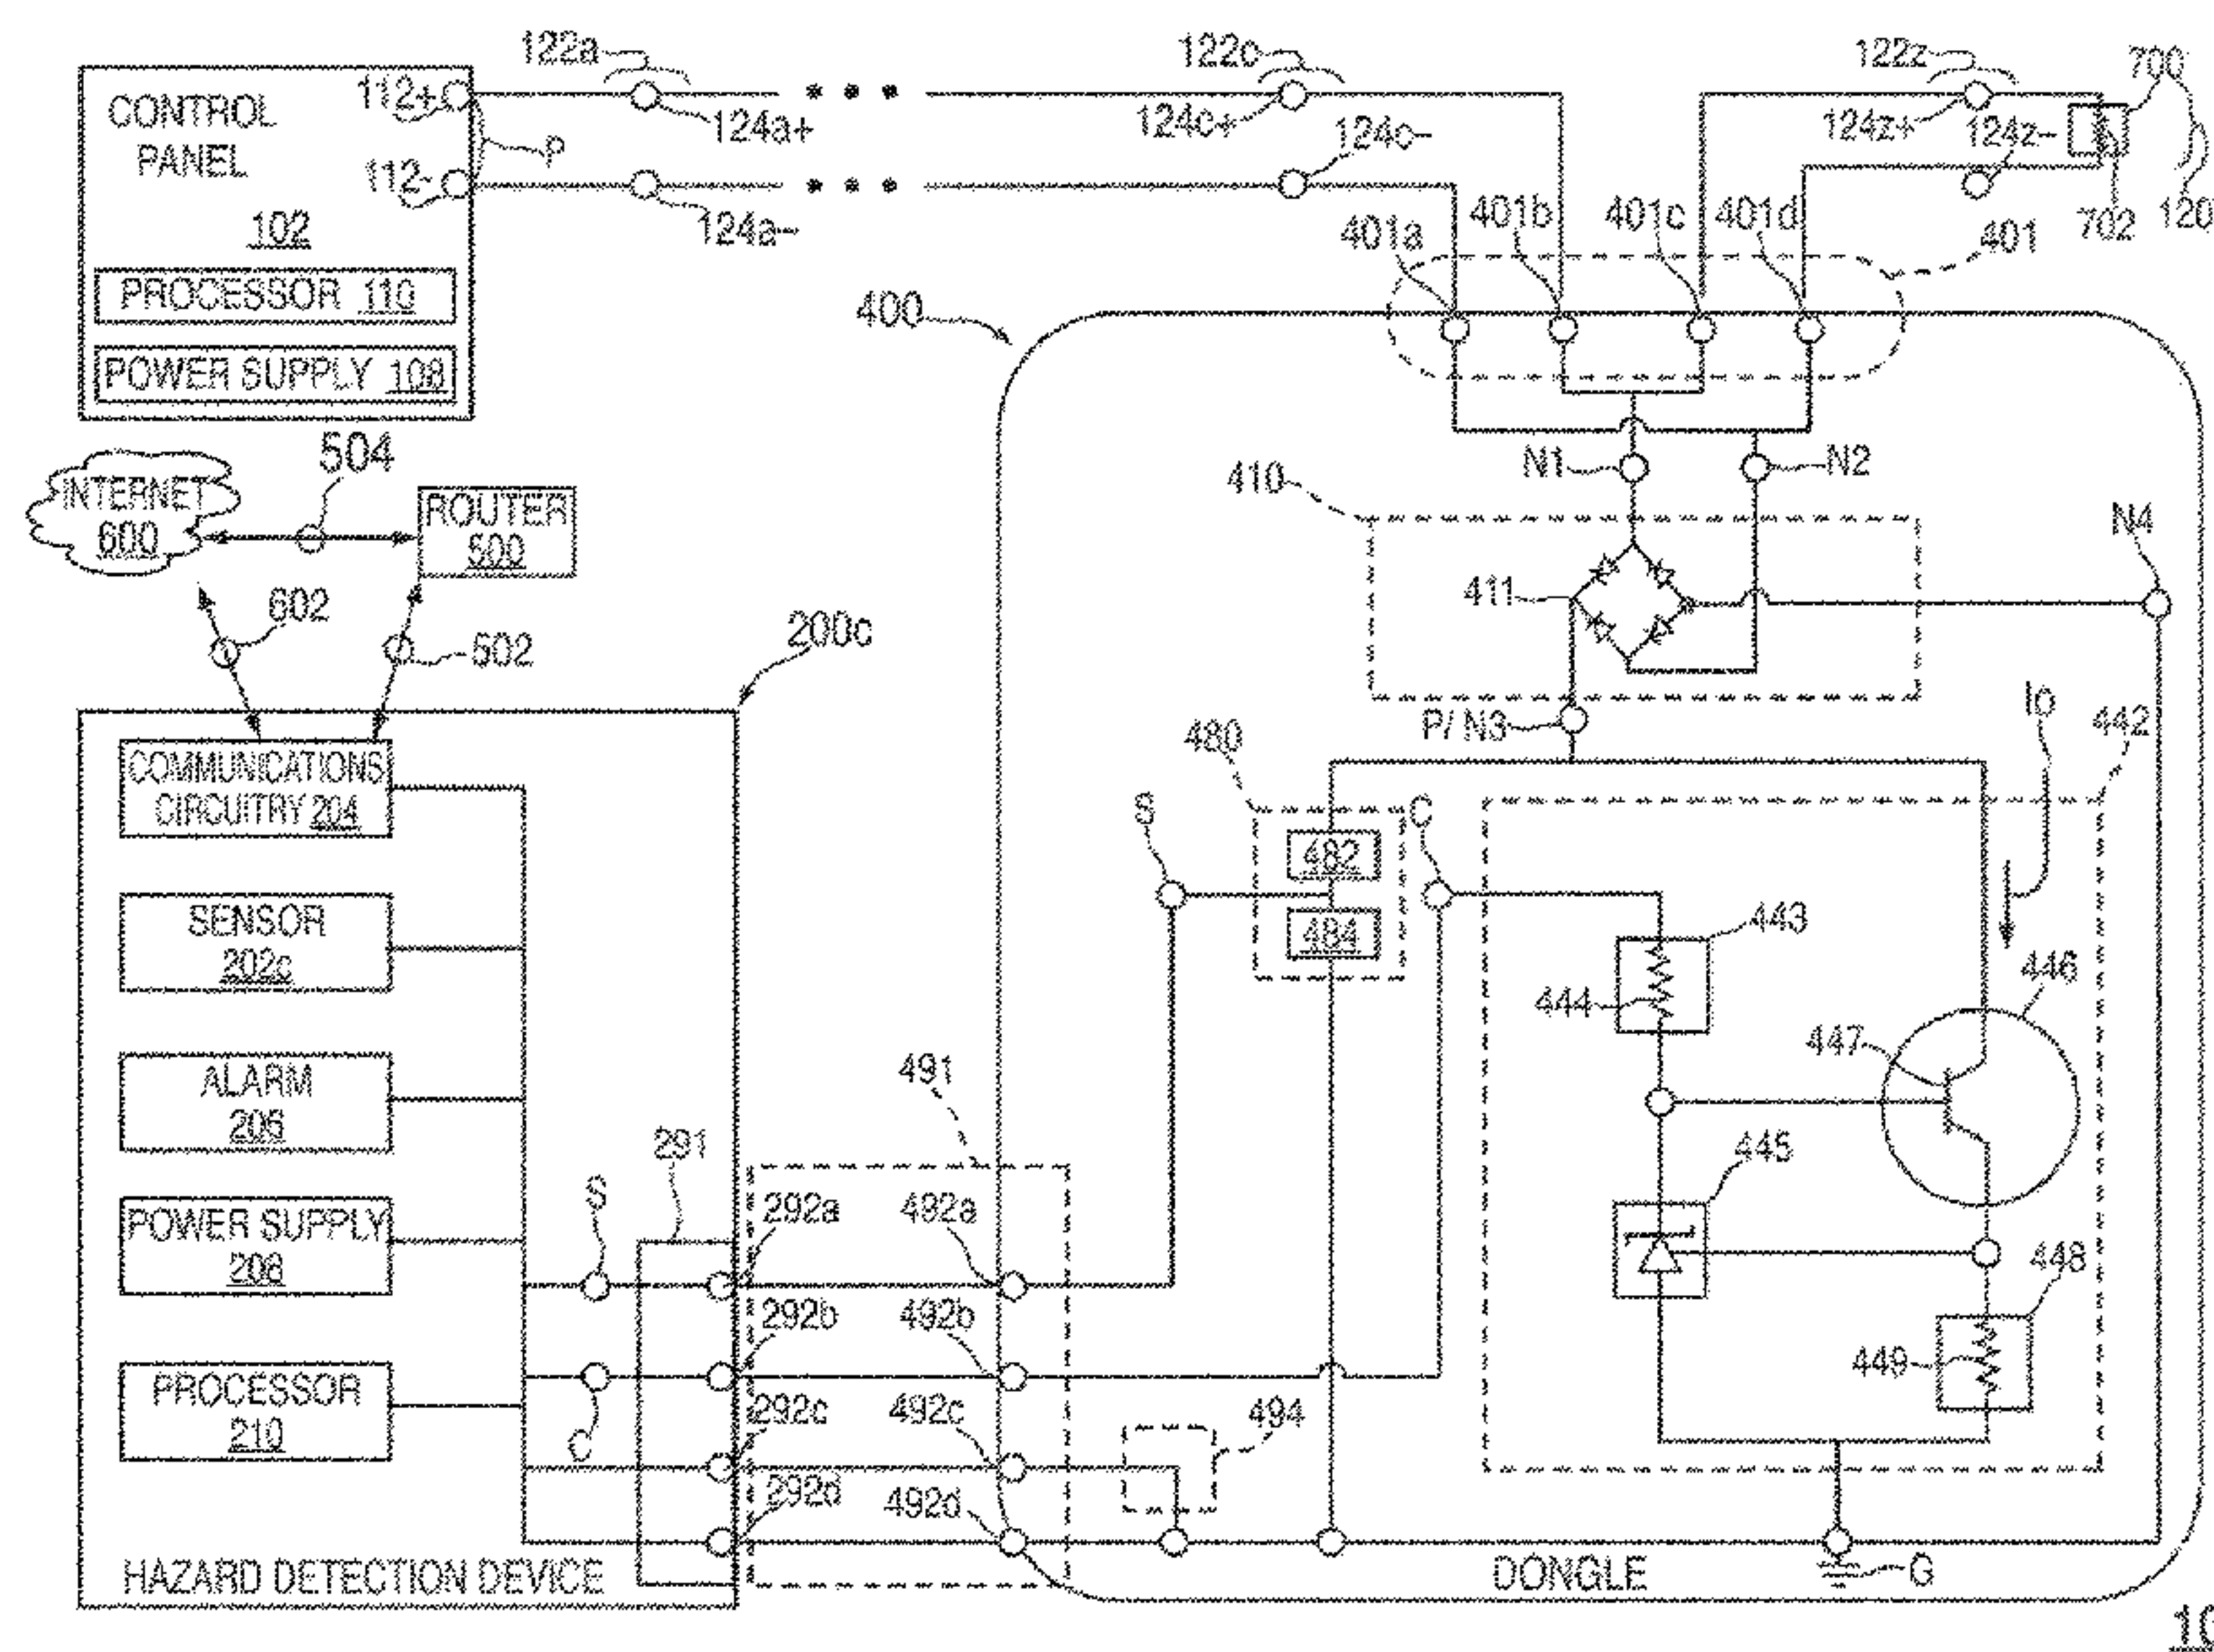 122a
122c
122z
700
CONTROL
PANEL
112+
112-
P
124a+
124a-
124c+
124c-
124z+
124z-
702
120
102
PROCESSOR 110
POWER SUPPLY 108
401a
401b
401c
401d
401
400
504
INTERNET
600
ROUTER
500
602
502
N1
N2
410
411
N4
P/ N3
200c
Io
442
480
S
C
482
484
COMMUNICATIONS
CIRCUITRY 204
SENSOR
202c
443
444
446
447
ALARM
206
491
291
445
POWER SUPPLY
208
S
292a
492a
448
292b
492b
449
PROCESSOR
210
C
292c
492c
494
292d
492d
HAZARD DETECTION DEVICE
DONGLE
G